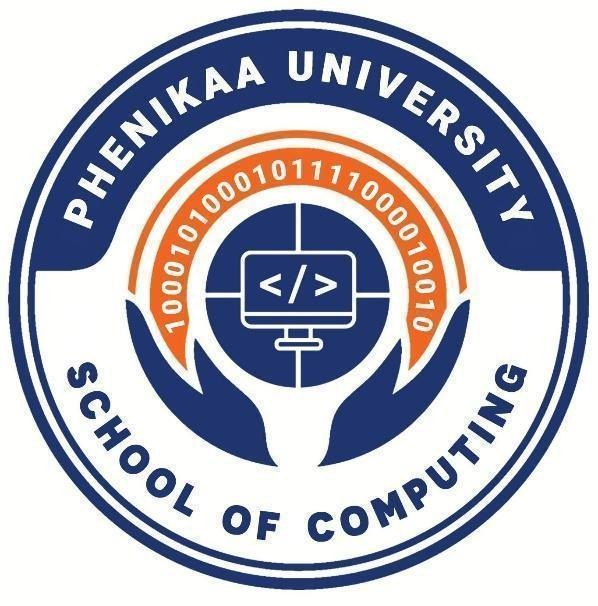 PHENIKAA UNIVERSITY
1000101000101111000010010
</>
SCHOOL OF COMPUTING